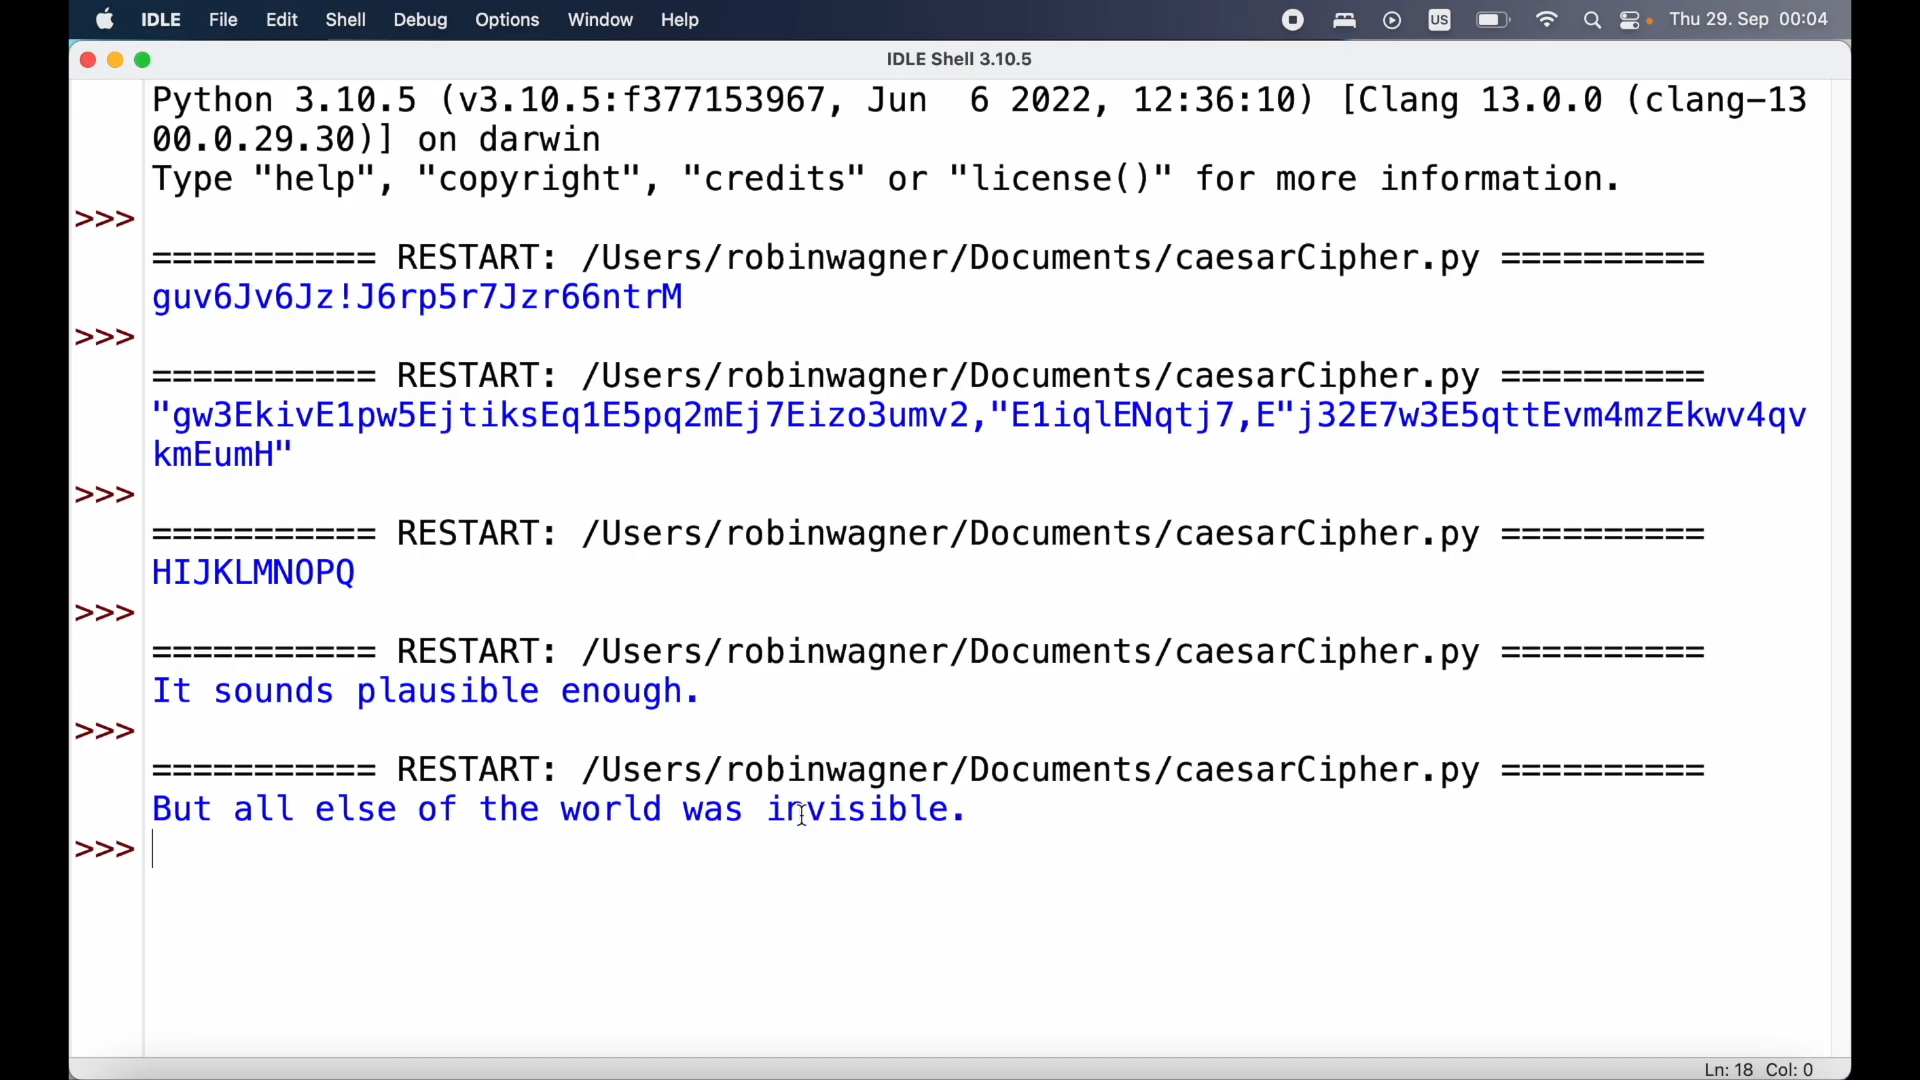 IDLE File Edit Shell Debug Options Window Help US Thu 29. Sep 00:04
IDLE Shell 3.10.5
Python 3.10.5 (v3.10.5:f377153967, Jun  6 2022, 12:36:10) [Clang 13.0.0 (clang-13
00.0.29.30)] on darwin
Type "help", "copyright", "credits" or "license()" for more information.
>>>
=========== RESTART: /Users/robinwagner/Documents/caesarCipher.py ==========
guv6Jv6Jz!J6rp5r7Jzr66ntrM
>>>
=========== RESTART: /Users/robinwagner/Documents/caesarCipher.py ==========
"gw3EkivE1pw5EjtiksEq1E5pq2mEj7Eizo3umv2,"E1iqlENqtj7,E"j32E7w3E5qttEvm4mzEkwv4qv
kmEumH"
>>>
=========== RESTART: /Users/robinwagner/Documents/caesarCipher.py ==========
HIJKLMNOPQ
>>>
=========== RESTART: /Users/robinwagner/Documents/caesarCipher.py ==========
It sounds plausible enough.
>>>
=========== RESTART: /Users/robinwagner/Documents/caesarCipher.py ==========
But all else of the world was invisible.
>>>
Ln: 18 Col: 0